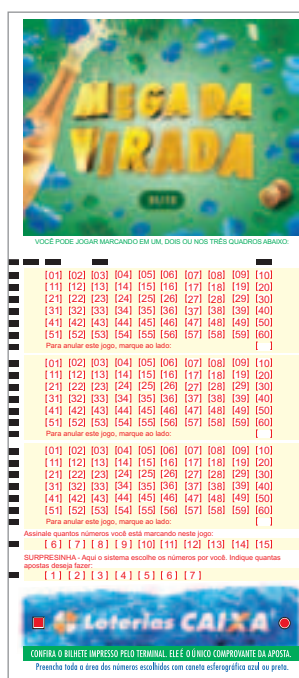 MEGA DA
VIRADA
VOCÊ PODE JOGAR MARCANDO EM UM, DOIS OU NOS TRÊS QUADROS ABAIXO:
[01] [02] [03] [04] [05] [06] [07] [08] [09] [10]
[11] [12] [13] [14] [15] [16] [17] [18] [19] [20]
[21] [22] [23] [24] [25] [26] [27] [28] [29] [30]
[31] [32] [33] [34] [35] [36] [37] [38] [39] [40]
[41] [42] [43] [44] [45] [46] [47] [48] [49] [50]
[51] [52] [53] [54] [55] [56] [57] [58] [59] [60]
Para anular este jogo, marque ao lado: [ ]
[01] [02] [03] [04] [05] [06] [07] [08] [09] [10]
[11] [12] [13] [14] [15] [16] [17] [18] [19] [20]
[21] [22] [23] [24] [25] [26] [27] [28] [29] [30]
[31] [32] [33] [34] [35] [36] [37] [38] [39] [40]
[41] [42] [43] [44] [45] [46] [47] [48] [49] [50]
[51] [52] [53] [54] [55] [56] [57] [58] [59] [60]
Para anular este jogo, marque ao lado: [ ]
[01] [02] [03] [04] [05] [06] [07] [08] [09] [10]
[11] [12] [13] [14] [15] [16] [17] [18] [19] [20]
[21] [22] [23] [24] [25] [26] [27] [28] [29] [30]
[31] [32] [33] [34] [35] [36] [37] [38] [39] [40]
[41] [42] [43] [44] [45] [46] [47] [48] [49] [50]
[51] [52] [53] [54] [55] [56] [57] [58] [59] [60]
Para anular este jogo, marque ao lado: [ ]
Assinale quantos números você está marcando neste jogo:
[ 6 ] [ 7 ] [ 8 ] [ 9 ] [10] [11] [12] [13] [14] [15]
SURPRESINHA - Aqui o sistema escolhe os números por você. Indique quantas
apostas deseja fazer:
[ 1 ] [ 2 ] [ 3 ] [ 4 ] [ 5 ] [ 6 ] [ 7 ]
Loterias CAIXA
CONFIRA O BILHETE IMPRESSO PELO TERMINAL. ELE É O ÚNICO COMPROVANTE DA APOSTA.
Preencha toda a área dos números escolhidos com caneta esferográfica azul ou preta.